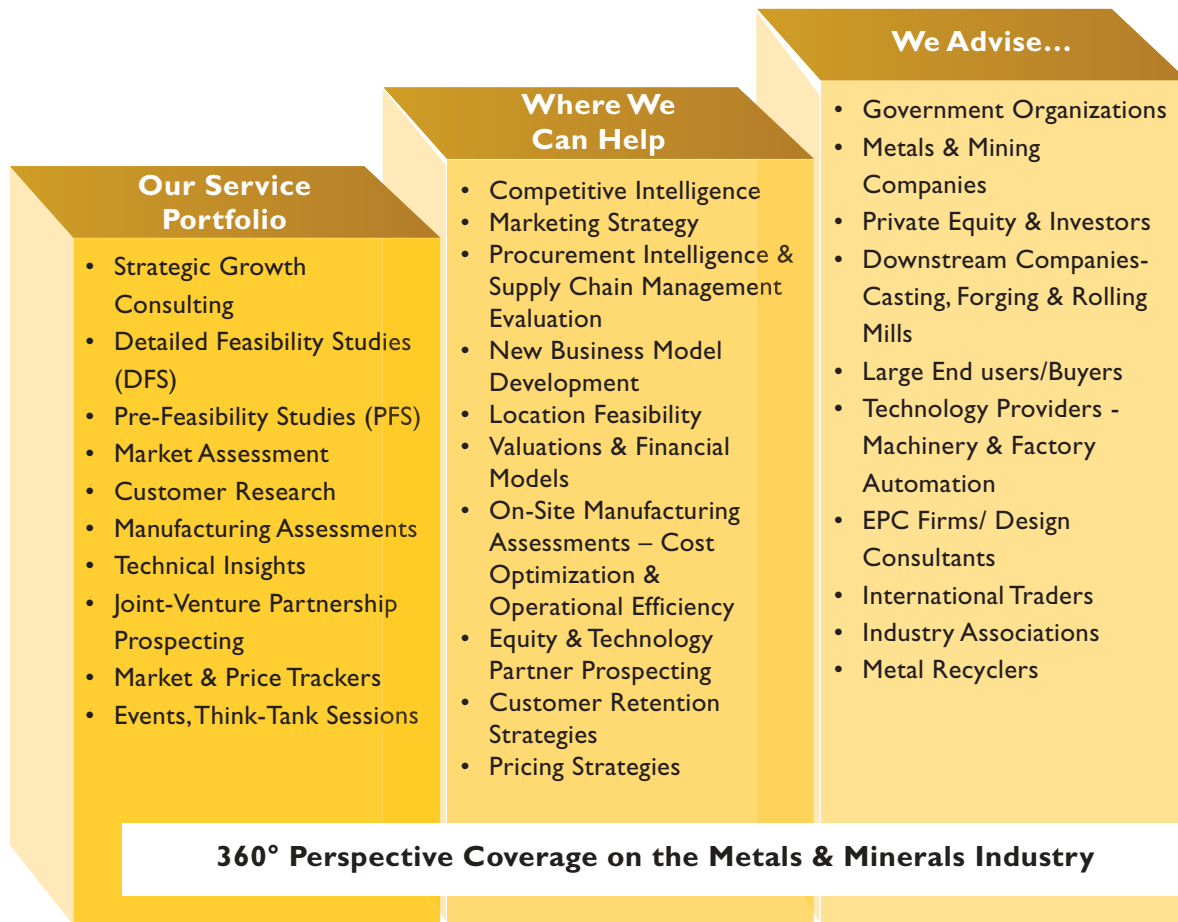 Our Service
Portfolio
• Strategic Growth
Consulting
• Detailed Feasibility Studies
(DFS)
• Pre-Feasibility Studies (PFS)
• Market Assessment
• Customer Research
• Manufacturing Assessments
• Technical Insights
• Joint-Venture Partnership
Prospecting
• Market & Price Trackers
• Events, Think-Tank Sessions
Where We
Can Help
• Competitive Intelligence
• Marketing Strategy
• Procurement Intelligence &
Supply Chain Management
Evaluation
• New Business Model
Development
• Location Feasibility
• Valuations & Financial
Models
• On-Site Manufacturing
Assessments – Cost
Optimization &
Operational Efficiency
• Equity & Technology
Partner Prospecting
• Customer Retention
Strategies
• Pricing Strategies
We Advise...
• Government Organizations
• Metals & Mining
Companies
• Private Equity & Investors
• Downstream Companies-
Casting, Forging & Rolling
Mills
• Large End users/Buyers
• Technology Providers -
Machinery & Factory
Automation
• EPC Firms/ Design
Consultants
• International Traders
• Industry Associations
• Metal Recyclers
360° Perspective Coverage on the Metals & Minerals Industry